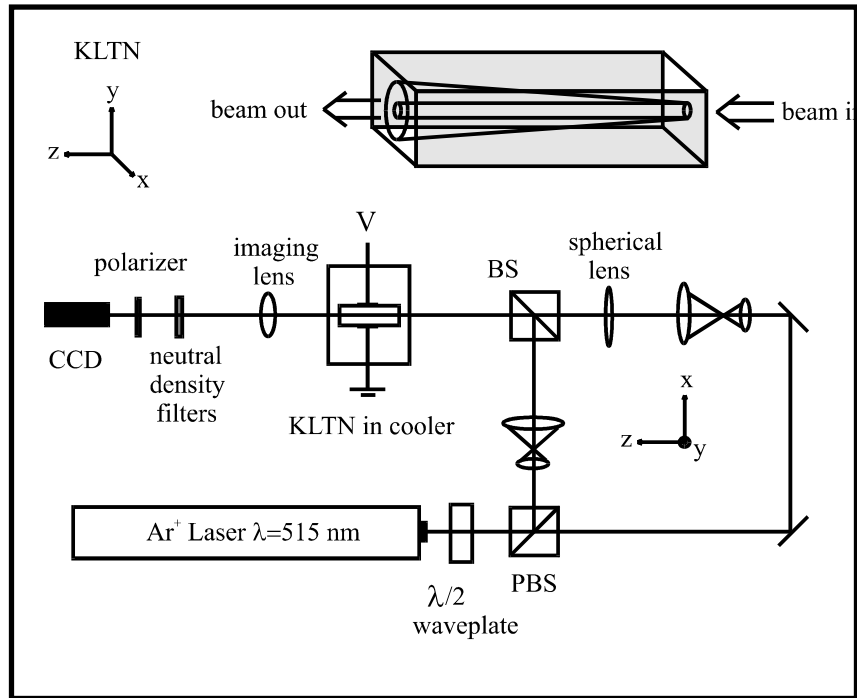 KLTN
y
z
x
beam out
beam i
V
imaging
lens
polarizer
BS
spherical
lens
CCD
neutral
density
filters
KLTN in cooler
x
z
y
Ar⁺ Laser λ=515 nm
PBS
λ/2
waveplate